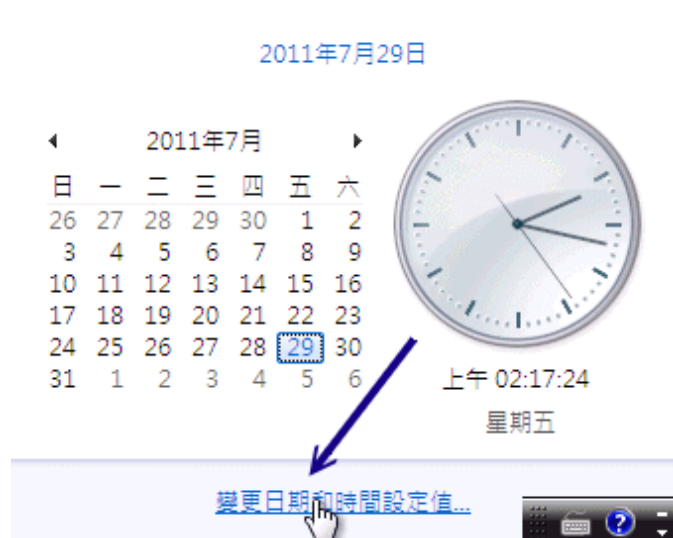 2011年7月29日
2011年7月
日 一 二 三 四 五 六
26 27 28 29 30 1 2
3 4 5 6 7 8 9
10 11 12 13 14 15 16
17 18 19 20 21 22 23
24 25 26 27 28 29 30
31 1 2 3 4 5 6
上午 02:17:24
星期五
變更日期和時間設定值...
?